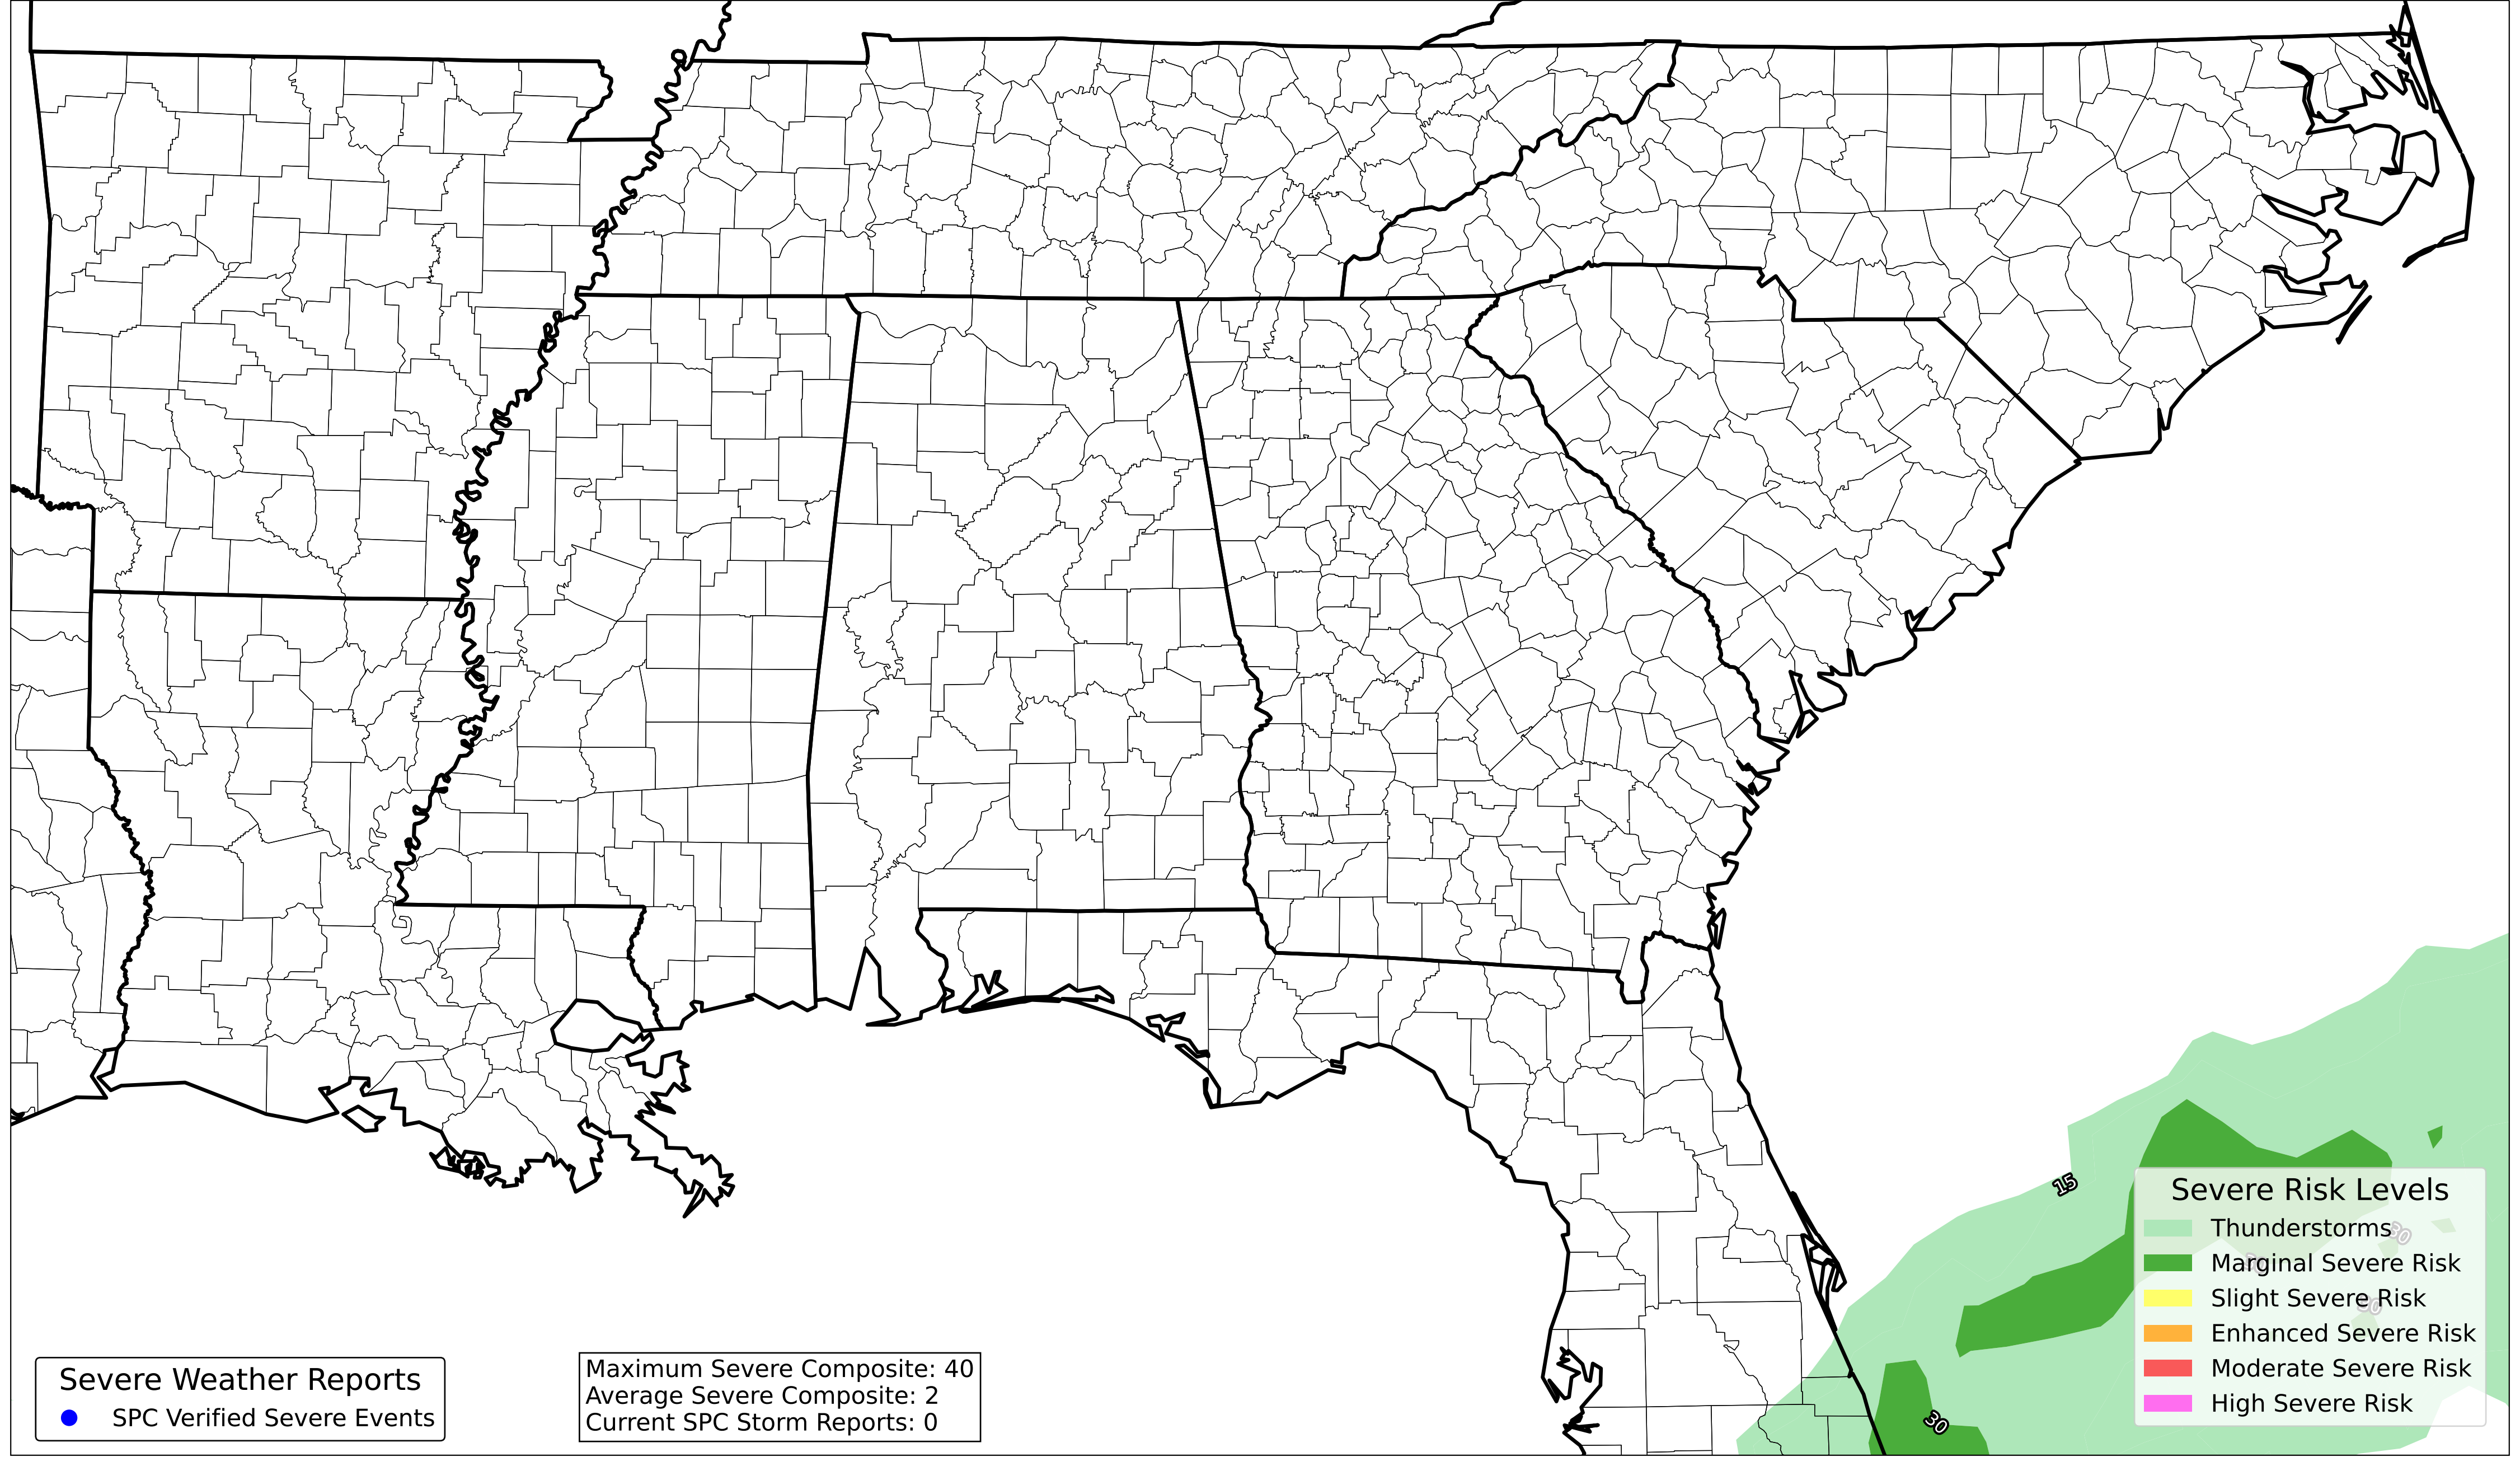 15
Severe Risk Levels
Thunderstorms
30
Marginal Severe Risk
Slight Severe Risk
Enhanced Severe Risk
Moderate Severe Risk
High Severe Risk
30
Severe Weather Reports
SPC Verified Severe Events
Maximum Severe Composite: 40
Average Severe Composite: 2
Current SPC Storm Reports: 0